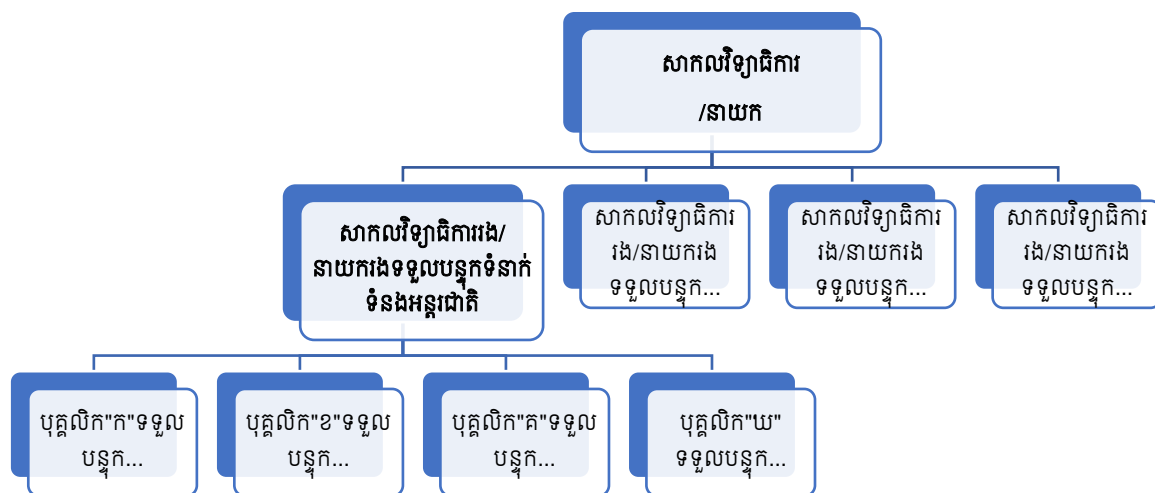 សាកលវិទ្យាធិការ
/នាយក
សាកលវិទ្យាធិការរង/
នាយករងទទួលបន្ទុកទំនាក់
ទំនងអន្តរជាតិ
សាកលវិទ្យាធិការ
រង/នាយករង
ទទួលបន្ទុក...
សាកលវិទ្យាធិការ
រង/នាយករង
ទទួលបន្ទុក...
សាកលវិទ្យាធិការ
រង/នាយករង
ទទួលបន្ទុក...
បុគ្គលិក"ក"ទទួល
បន្ទុក...
បុគ្គលិក"ខ"ទទួល
បន្ទុក...
បុគ្គលិក"គ"ទទួល
បន្ទុក...
បុគ្គលិក"ឃ"
ទទួលបន្ទុក...